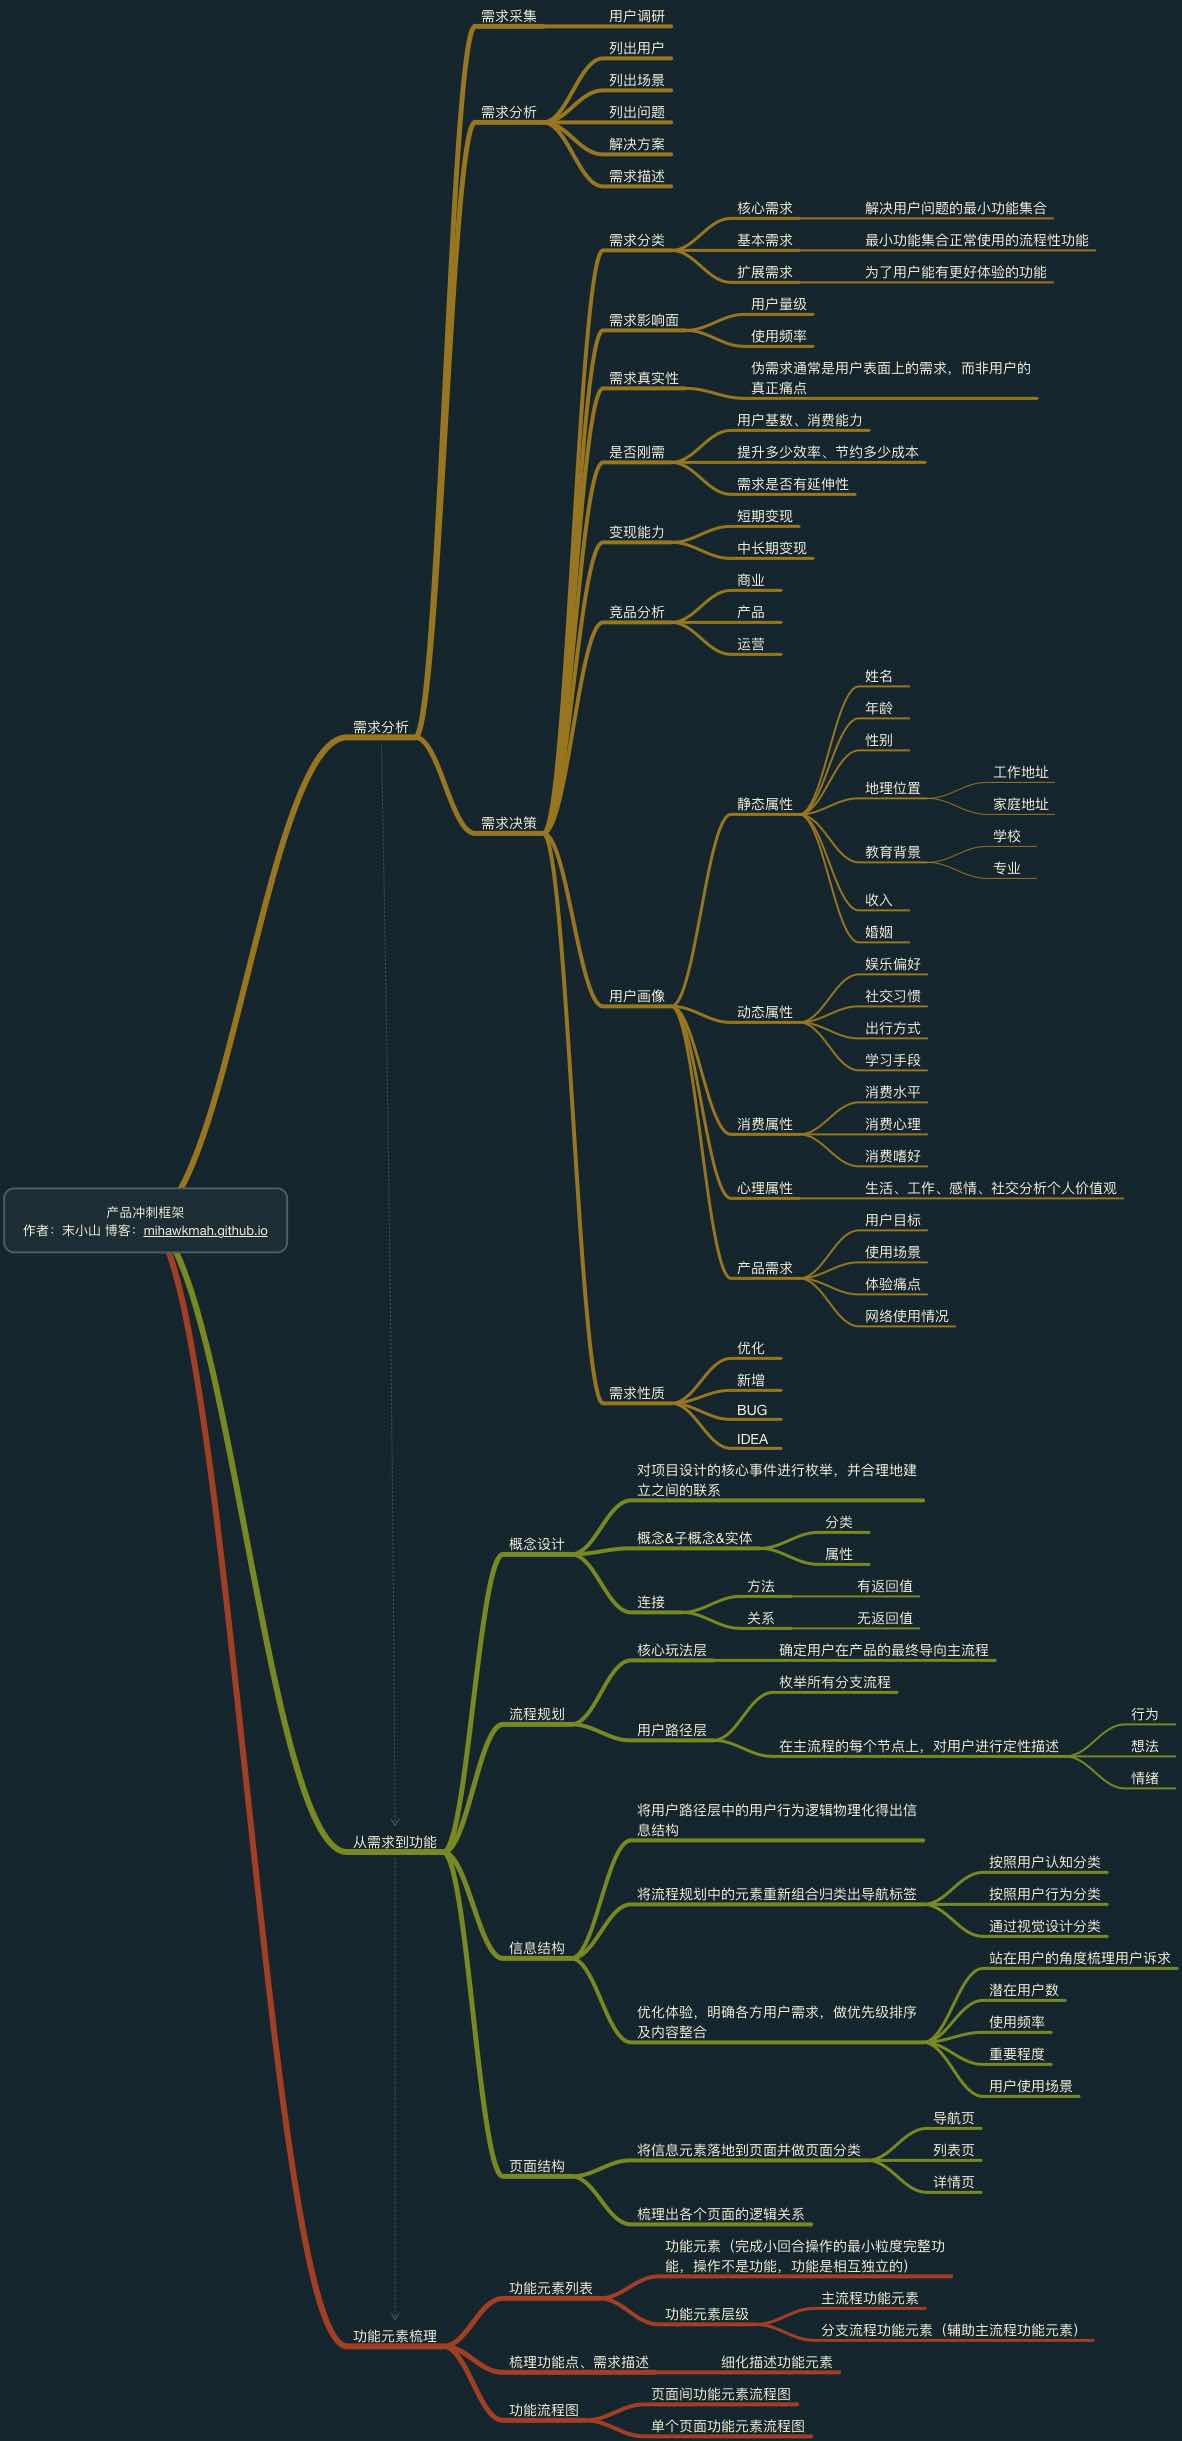 产品冲刺框架
作者：末小山 博客：mihawkmah.github.io
需求分析
需求采集
用户调研
需求分析
列出用户
列出场景
列出问题
解决方案
需求描述
需求决策
需求分类
核心需求
解决用户问题的最小功能集合
基本需求
最小功能集合正常使用的流程性功能
扩展需求
为了用户能有更好体验的功能
需求影响面
用户量级
使用频率
需求真实性
伪需求通常是用户表面上的需求，而非用户的
真正痛点
是否刚需
用户基数、消费能力
提升多少效率、节约多少成本
需求是否有延伸性
变现能力
短期变现
中长期变现
竞品分析
商业
产品
运营
用户画像
静态属性
姓名
年龄
性别
地理位置
工作地址
家庭地址
教育背景
学校
专业
收入
婚姻
动态属性
娱乐偏好
社交习惯
出行方式
学习手段
消费属性
消费水平
消费心理
消费嗜好
心理属性
生活、工作、感情、社交分析个人价值观
产品需求
用户目标
使用场景
体验痛点
网络使用情况
需求性质
优化
新增
BUG
IDEA
从需求到功能
概念设计
对项目设计的核心事件进行枚举，并合理地建
立之间的联系
概念&子概念&实体
分类
属性
连接
方法
有返回值
关系
无返回值
流程规划
核心玩法层
确定用户在产品的最终导向主流程
用户路径层
枚举所有分支流程
在主流程的每个节点上，对用户进行定性描述
行为
想法
情绪
信息结构
将用户路径层中的用户行为逻辑物理化得出信
息结构
将流程规划中的元素重新组合归类出导航标签
按照用户认知分类
按照用户行为分类
通过视觉设计分类
优化体验，明确各方用户需求，做优先级排序
及内容整合
站在用户的角度梳理用户诉求
潜在用户数
使用频率
重要程度
用户使用场景
页面结构
将信息元素落地到页面并做页面分类
导航页
列表页
详情页
梳理出各个页面的逻辑关系
功能元素梳理
功能元素列表
功能元素（完成小回合操作的最小粒度完整功
能，操作不是功能，功能是相互独立的）
功能元素层级
主流程功能元素
分支流程功能元素（辅助主流程功能元素）
梳理功能点、需求描述
细化描述功能元素
功能流程图
页面间功能元素流程图
单个页面功能元素流程图